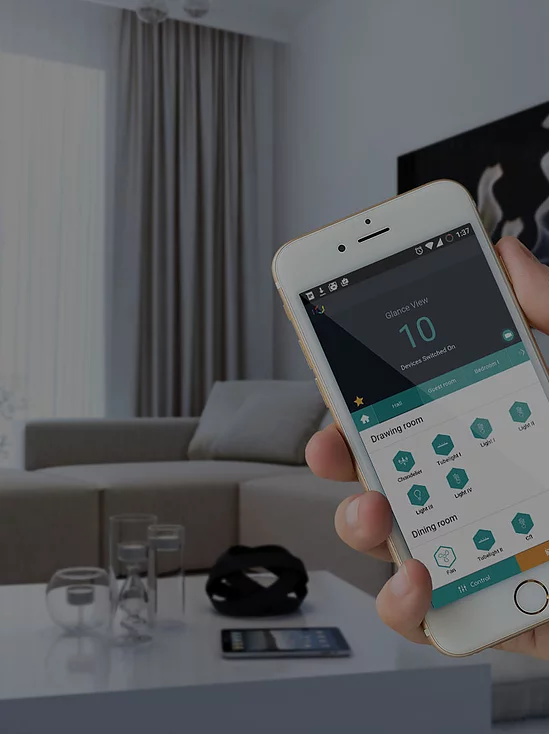 1:37
Glance View
10
Devices Switched On
Hall
Guest room
Bedroom I
Drawing room
Chandelier
Tubelight I
Light I
Light II
Light III
Light IV
Dining room
Fan
Tubelight II
Control